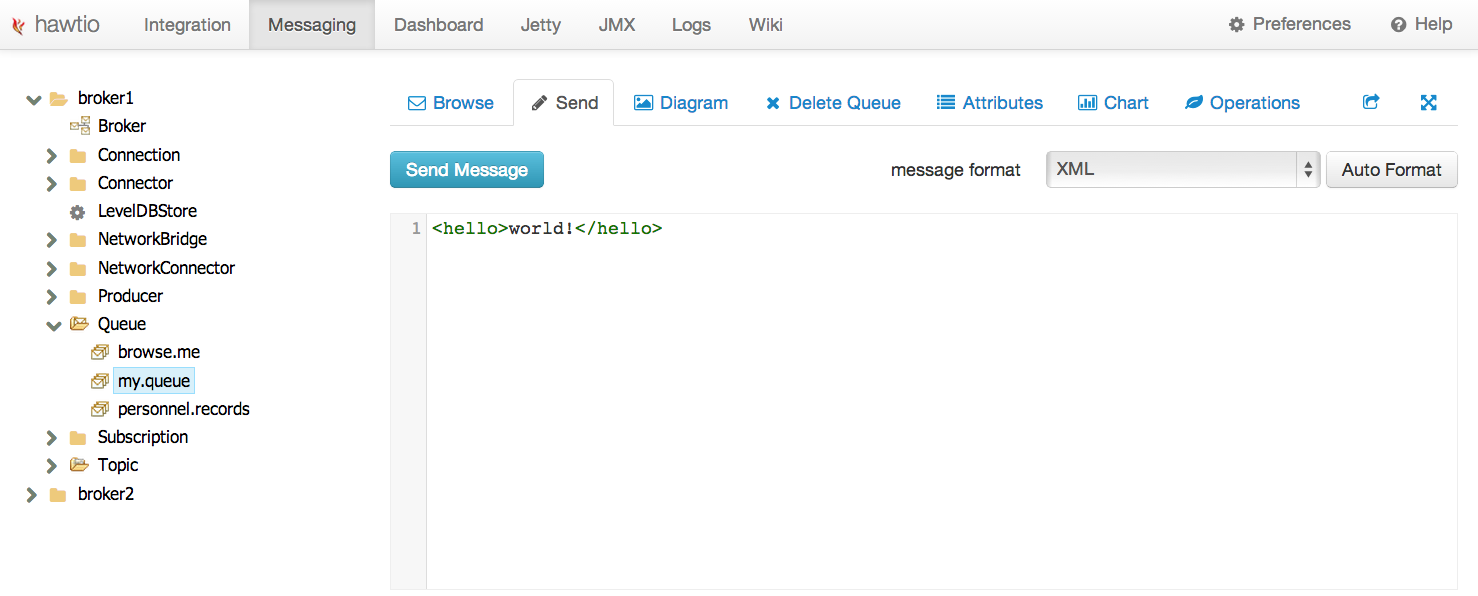 hawtio Integration Messaging Dashboard Jetty JMX Logs Wiki Preferences Help
broker1
Broker
Connection
Connector
LevelDBStore
NetworkBridge
NetworkConnector
Producer
Queue
browse.me
my.queue
personnel.records
Subscription
Topic
broker2
Browse Send Diagram Delete Queue Attributes Chart Operations
Send Message message format XML Auto Format
1 <hello>world!</hello>